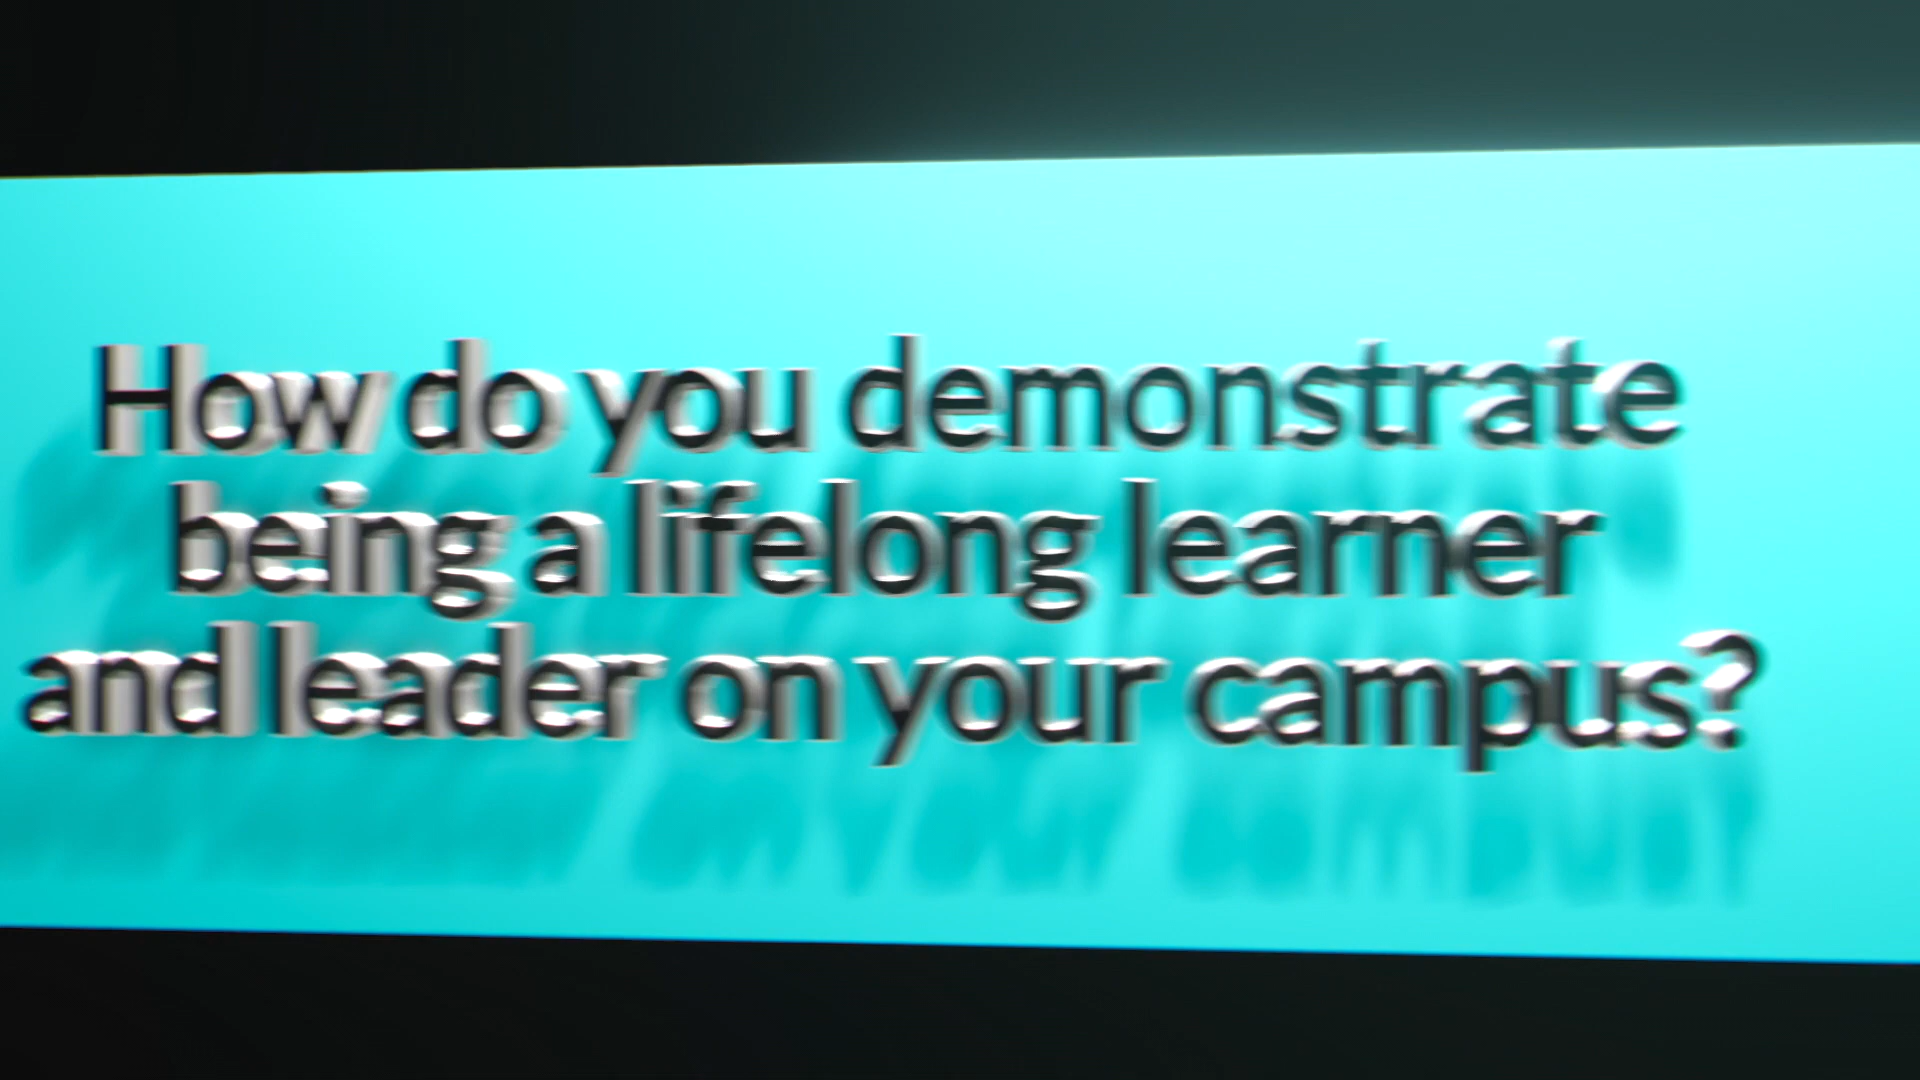 How do you demonstrate
being a lifelong learner
and leader on your campus?